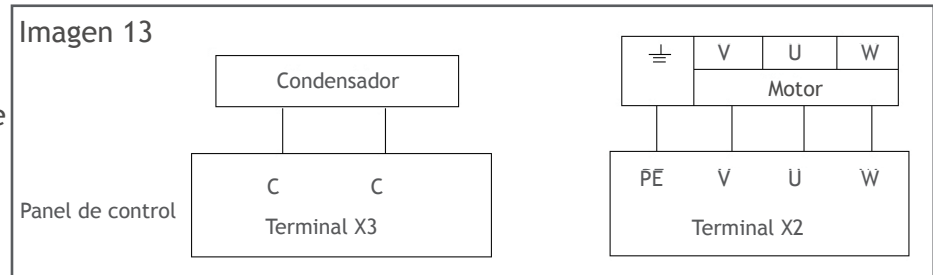 Imagen 13
Condensador
C C
Terminal X3
Panel de control
V U W
Motor
PE V U W
Terminal X2
e